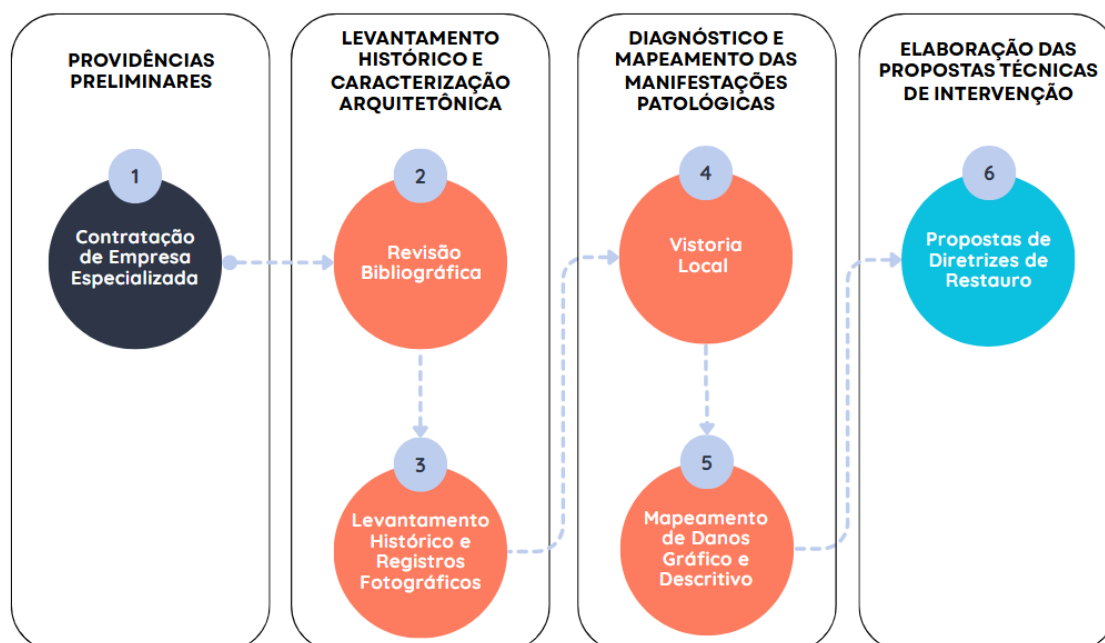 PROVIDÊNCIAS
PRELIMINARES
1
Contratação
de Empresa
Especializada
LEVANTAMENTO
HISTÓRICO E
CARACTERIZAÇÃO
ARQUITETÔNICA
2
Revisão
Bibliográfica
3
Levantamento
Histórico e
Registros
Fotográficos
DIAGNÓSTICO E
MAPEAMENTO DAS
MANIFESTAÇÕES
PATOLÓGICAS
4
Vistoria
Local
5
Mapeamento
de Danos
Gráfico e
Descritivo
ELABORAÇÃO DAS
PROPOSTAS TÉCNICAS
DE INTERVENÇÃO
6
Propostas de
Diretrizes de
Restauro